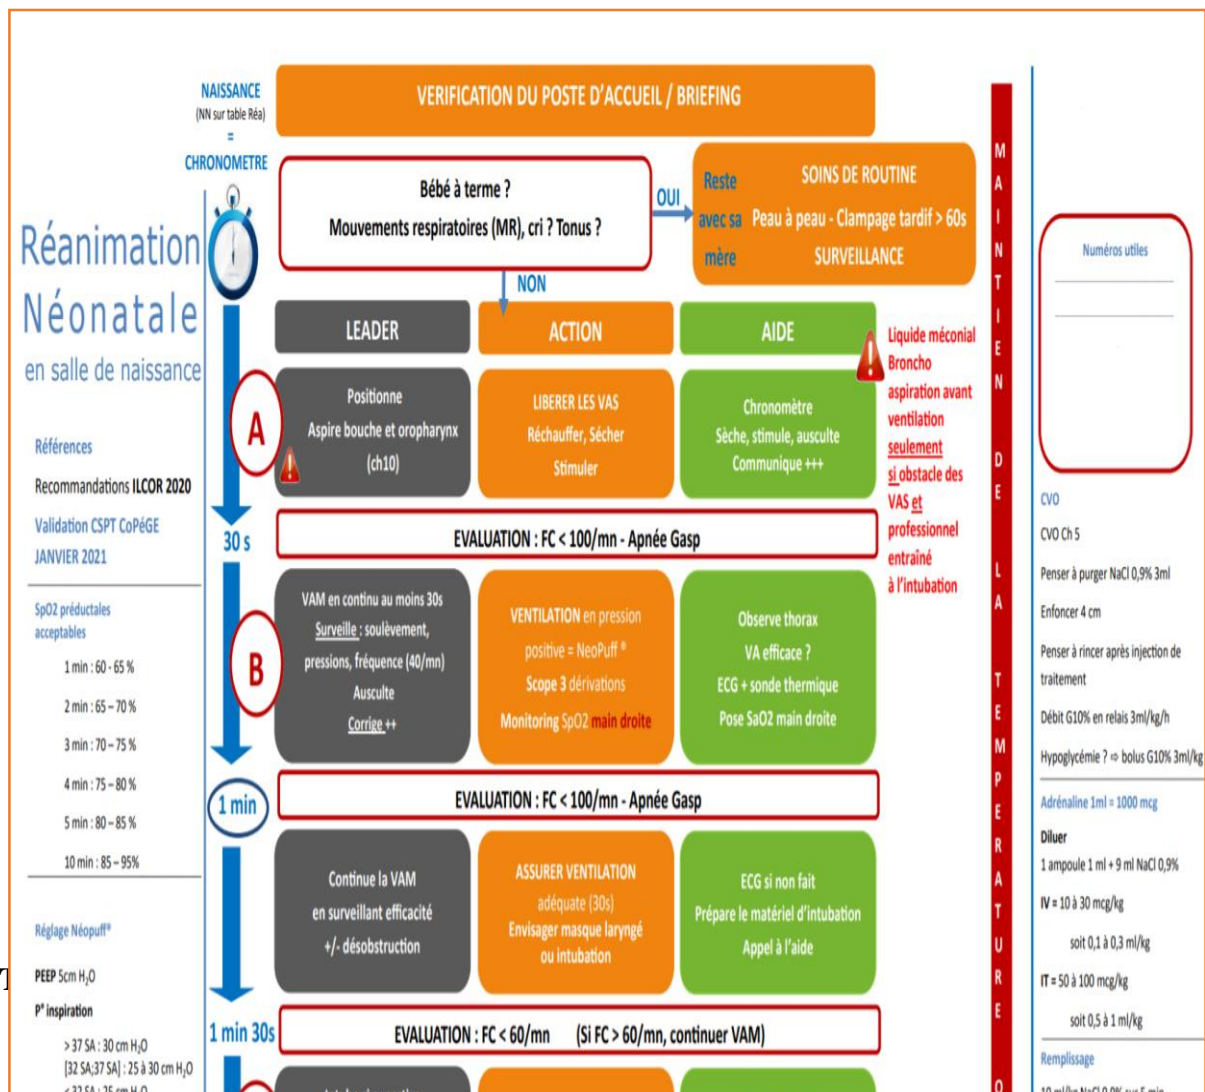 NAISSANCE
(NN sur table Réa)
=
CHRONOMETRE
VERIFICATION DU POSTE D'ACCUEIL / BRIEFING
Bébé à terme ?
Mouvements respiratoires (MR), cri ? Tonus ?
OUI
Reste
avec sa
mère
SOINS DE ROUTINE
Peau à peau - Clampage tardif > 60s
SURVEILLANCE
NON
Réanimation
Néonatale
en salle de naissance
Références
Recommandations ILCOR 2020
Validation CSPT CoPéGE
JANVIER 2021
SpO2 préductales
acceptables
1 min : 60 - 65 %
2 min : 65 – 70 %
3 min : 70 – 75 %
4 min : 75 – 80 %
5 min : 80 – 85 %
10 min : 85 – 95%
Réglage Néopuff®
PEEP 5cm H₂O
P° inspiration
> 37 SA : 30 cm H₂O
[32 SA;37 SA] : 25 à 30 cm H₂O
< 32 SA : 25 cm H₂O
LEADER
ACTION
AIDE
A
Positionne
Aspire bouche et oropharynx
(ch10)
LIBERER LES VAS
Réchauffer, Sécher
Stimuler
Chronomètre
Sèche, stimule, ausculte
Communique +++
Liquide méconial
Broncho
aspiration avant
ventilation
seulement
si obstacle des
VAS et
professionnel
entraîné
à l'intubation
30 s
EVALUATION : FC < 100/mn - Apnée Gasp
B
VAM en continu au moins 30s
Surveille : soulèvement,
pressions, fréquence (40/mn)
Ausculte
Corrige ++
VENTILATION en pression
positive = NeoPuff ®
Scope 3 dérivations
Monitoring SpO2 main droite
Observe thorax
VA efficace ?
ECG + sonde thermique
Pose SaO2 main droite
1 min
EVALUATION : FC < 100/mn - Apnée Gasp
Continue la VAM
en surveillant efficacité
+/- désobstruction
ASSURER VENTILATION
adéquate (30s)
Envisager masque laryngé
ou intubation
ECG si non fait
Prépare le matériel d'intubation
Appel à l'aide
1 min 30s
EVALUATION : FC < 60/mn (Si FC > 60/mn, continuer VAM)
MAINTIEN DE LA TEMPERATURE
Numéros utiles
CVO
CVO Ch 5
Penser à purger NaCl 0,9% 3ml
Enfoncer 4 cm
Penser à rincer après injection de
traitement
Débit G10% en relais 3ml/kg/h
Hypoglycémie ? ⇨ bolus G10% 3ml/kg
Adrénaline 1ml = 1000 mcg
Diluer
1 ampoule 1 ml + 9 ml NaCl 0,9%
IV = 10 à 30 mcg/kg
soit 0,1 à 0,3 ml/kg
IT = 50 à 100 mcg/kg
soit 0,5 à 1 ml/kg
Remplissage
10 ml/kg NaCl 0,9% sur 5 min